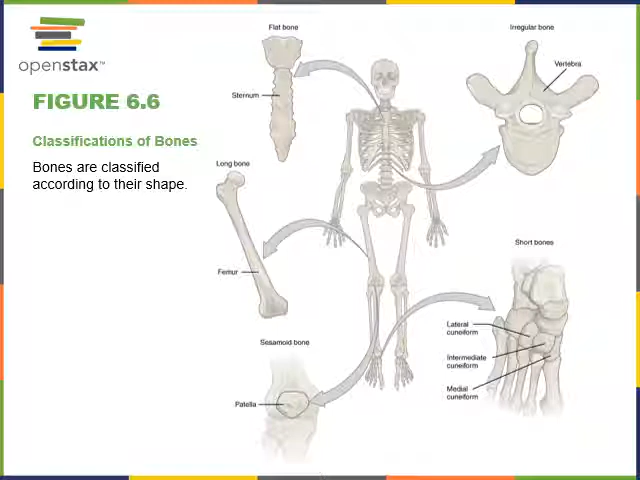 openstax™
FIGURE 6.6
Classifications of Bones
Bones are classified
according to their shape.
Flat bone
Sternum
Irregular bone
Vertebra
Long bone
Femur
Short bones
Lateral
cuneiform
Intermediate
cuneiform
Medial
cuneiform
Sesamoid bone
Patella